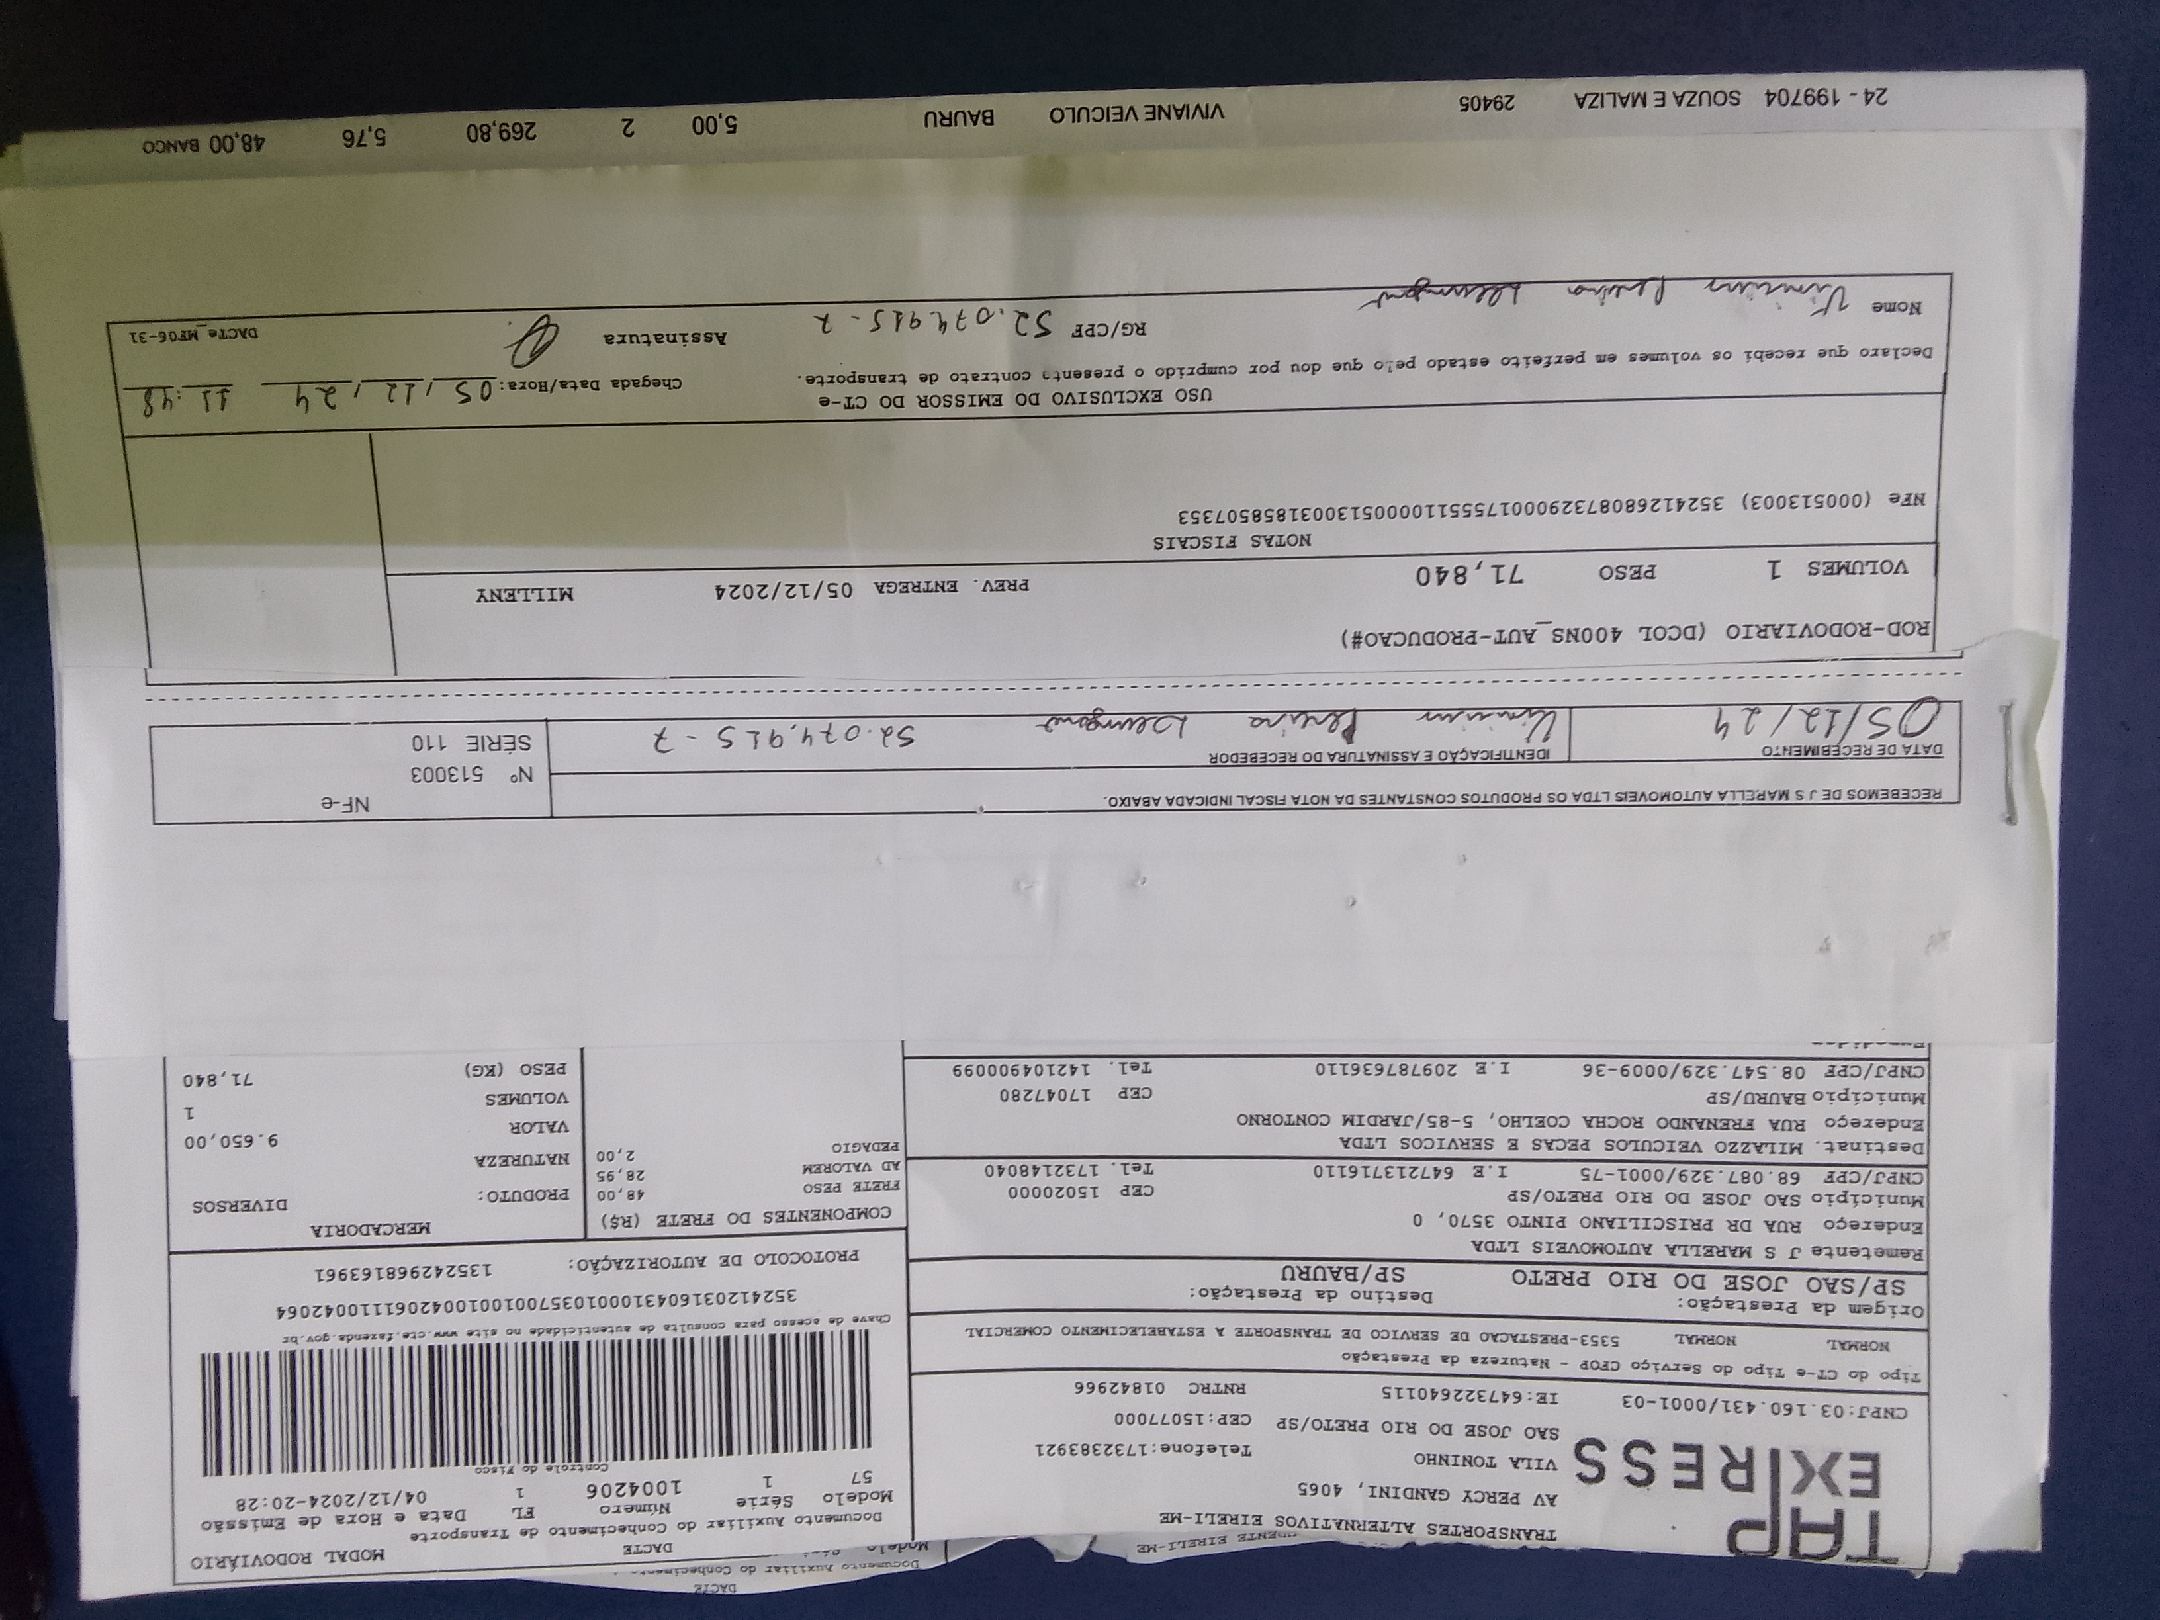 DACTE
Documento Auxiliar do Conhecimento
Modelo
EIRELI-ME
TAP
EXPRESS
TRANSPORTES ALTERNATIVOS EIRELI-ME
AV PERCY GANDINI, 4065
VILA TONINHO Telefone:1732383921
SAO JOSE DO RIO PRETO/SP CEP:15077000
CNPJ:03.160.431/0001-03 IE:647322640115 RNTRC 01842966
DACTE MODAL RODOVIÁRIO
Documento Auxiliar do Conhecimento de Transporte
Modelo Série Número FL Data e Hora de Emissão
57 1 1004206 1 04/12/2024-20:28
Controle do Fisco
Chave de acesso para consulta de autenticidade no site www.cte.fazenda.gov.br
35241203160431000103570010010042061110042064
PROTOCOLO DE AUTORIZAÇÃO: 135242968163961
Tipo do CT-e Tipo do Serviço CFOP - Natureza da Prestação
NORMAL NORMAL 5353-PRESTACAO DE SERVICO DE TRANSPORTE A ESTABELECIMENTO COMERCIAL
Origem da Prestação: Destino da Prestação:
SP/SAO JOSE DO RIO PRETO SP/BAURU
Remetente J S MARELLA AUTOMOVEIS LTDA
Endereço RUA DR PRISCILIANO PINTO 3570, 0
Município SAO JOSE DO RIO PRETO/SP CEP 15020000
CNPJ/CPF 68.087.329/0001-75 I.E 647213716110 Tel. 1732148040
Destinat. MILAZZO VEICULOS PECAS E SERVICOS LTDA
Endereço RUA FRENANDO ROCHA COELHO, 5-85/JARDIM CONTORNO
Município BAURU/SP CEP 17047280
CNPJ/CPF 08.547.329/0009-36 I.E 209787636110 Tel. 142104900099
COMPONENTES DO FRETE (R$)
FRETE PESO 48,00
AD VALOREM 28,95
PEDAGIO 2,00
MERCADORIA
PRODUTO: DIVERSOS
NATUREZA
VALOR 9.650,00
VOLUMES 1
PESO (KG) 71,840
RECEBEMOS DE J S MARELLA AUTOMOVEIS LTDA OS PRODUTOS CONSTANTES DA NOTA FISCAL INDICADA ABAIXO.
DATA DE RECEBIMENTO IDENTIFICAÇÃO E ASSINATURA DO RECEBEDOR
05/12/24 Vinicius Pereira 52.074.915-7
NF-e
Nº 513003
SÉRIE 110
ROD-RODOVIARIO (DCOL 400NS_AUT-PRODUCAO#)
VOLUMES 1 PESO 71,840 PREV. ENTREGA 05/12/2024 MILLENY
NOTAS FISCAIS
NFe (000513003) 35241268087329000175551100005130031858507353
USO EXCLUSIVO DO EMISSOR DO CT-e
Declaro que recebi os volumes em perfeito estado pelo que dou por cumprido o presente contrato de transporte. Chegada Data/Hora: 05/12/24 11:48
Nome Vinicius Pereira RG/CPF 52.074.915-7 Assinatura DACTe_MF06-31
24 - 199704 SOUZA E MALIZA 29405 VIVIANE VEICULO BAURU 5,00 2 269,80 5,76 48,00 BANCO